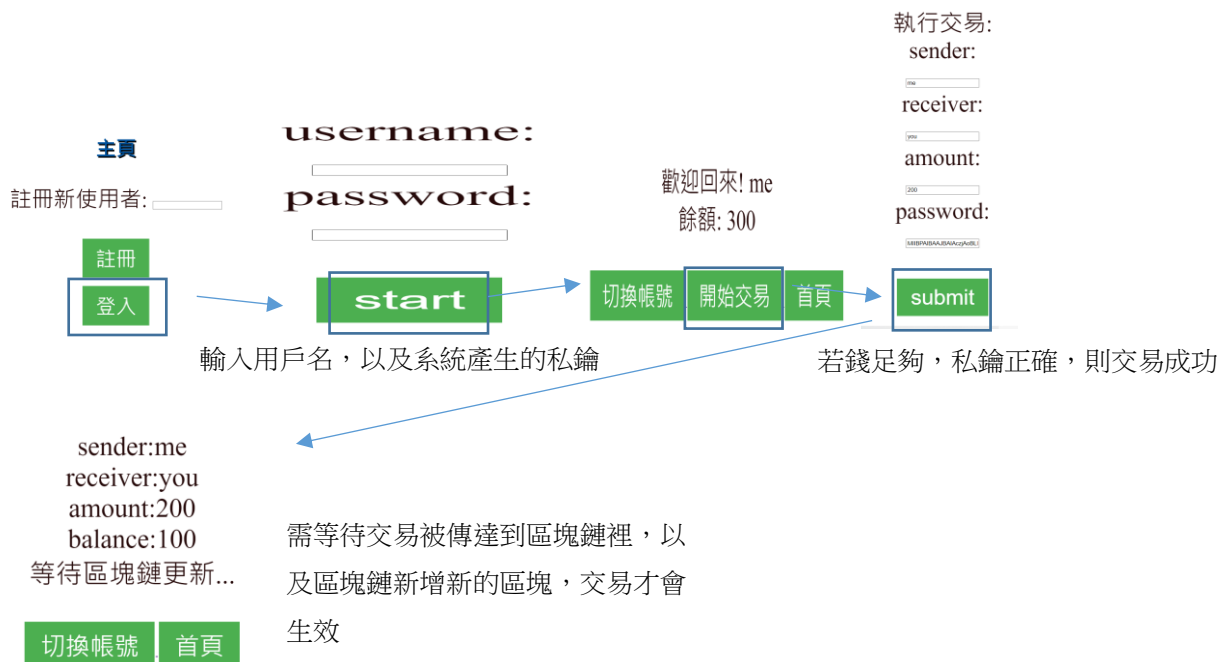 主頁
註冊新使用者:
註冊
登入
username:
password:
start
輸入用戶名，以及系統產生的私鑰
歡迎回來! me
餘額: 300
切換帳號
開始交易
首頁
執行交易:
sender:
me
receiver:
you
amount:
200
password:
submit
若錢足夠，私鑰正確，則交易成功
sender:me
receiver:you
amount:200
balance:100
等待區塊鏈更新...
切換帳號
首頁
需等待交易被傳達到區塊鏈裡，以
及區塊鏈新增新的區塊，交易才會
生效